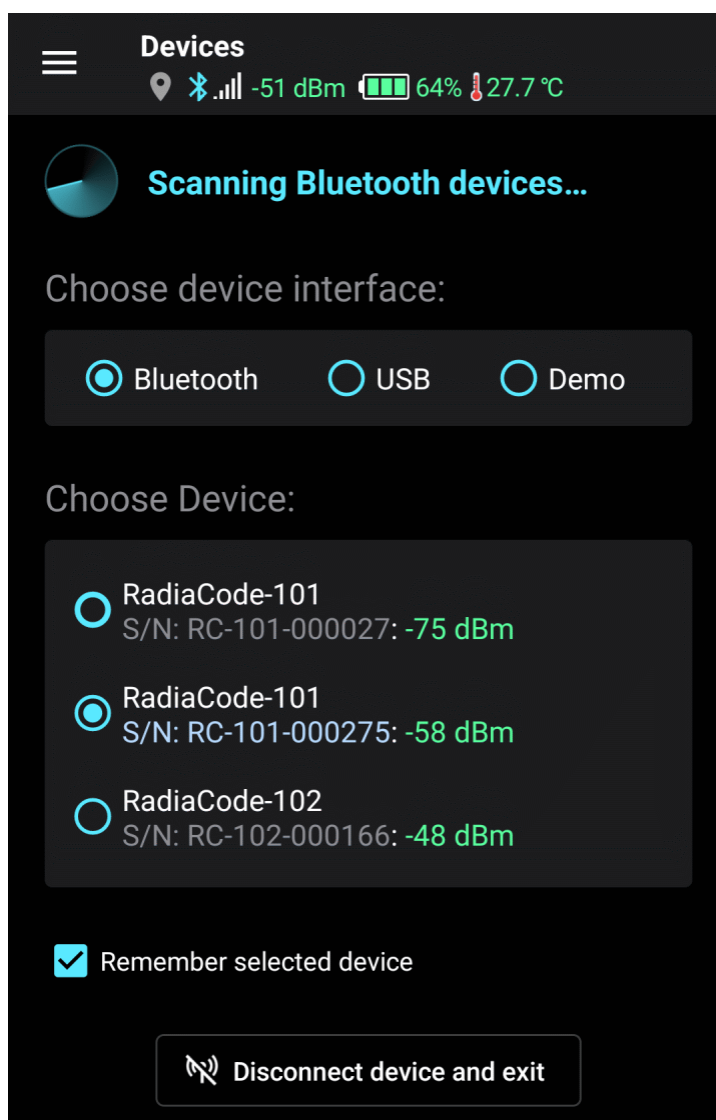 Devices
-51 dBm 64% 27.7 °C
Scanning Bluetooth devices...
Choose device interface:
Bluetooth USB Demo
Choose Device:
RadiaCode-101
S/N: RC-101-000027: -75 dBm
RadiaCode-101
S/N: RC-101-000275: -58 dBm
RadiaCode-102
S/N: RC-102-000166: -48 dBm
Remember selected device
Disconnect device and exit